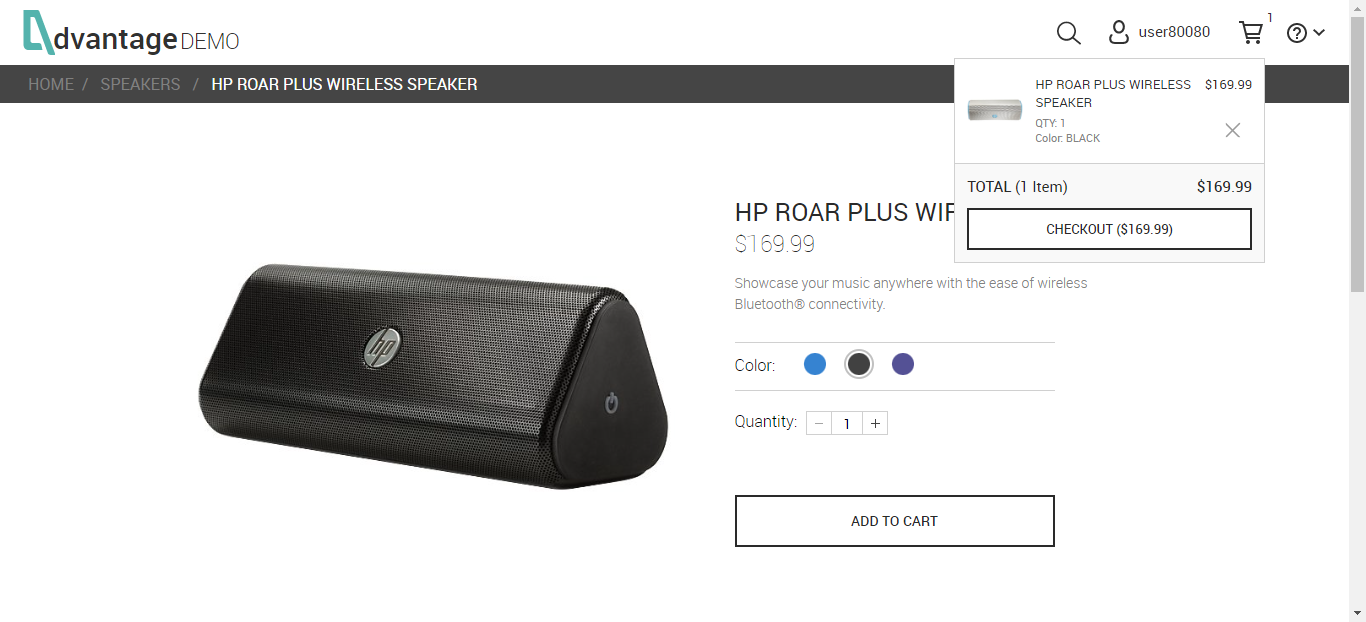 dvantage DEMO
user80080
1
?
HOME / SPEAKERS / HP ROAR PLUS WIRELESS SPEAKER
HP ROAR PLUS WIRELESS $169.99
SPEAKER
QTY: 1
Color: BLACK
TOTAL (1 Item) $169.99
CHECKOUT ($169.99)
HP ROAR PLUS
$169.99
Showcase your music anywhere with the ease of wireless
Bluetooth® connectivity.
Color:
Quantity: − 1 +
ADD TO CART
hp